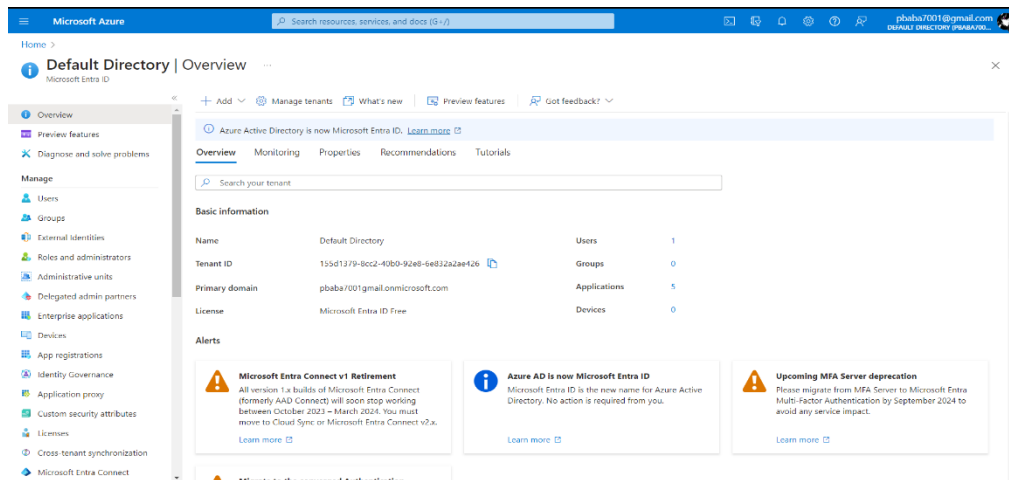 Microsoft Azure
Search resources, services, and docs (G+/)
pbaba7001@gmail.com
DEFAULT DIRECTORY (PBABA700...
Home >
Default Directory | Overview ...
Microsoft Entra ID
Add
Manage tenants
What's new
Preview features
Got feedback?
Overview
Preview features
Diagnose and solve problems
Manage
Users
Groups
External Identities
Roles and administrators
Administrative units
Delegated admin partners
Enterprise applications
Devices
App registrations
Identity Governance
Application proxy
Custom security attributes
Licenses
Cross-tenant synchronization
Microsoft Entra Connect
Azure Active Directory is now Microsoft Entra ID. Learn more
Overview Monitoring Properties Recommendations Tutorials
Search your tenant
Basic information
Name Default Directory Users 1
Tenant ID 155d1379-8cc2-40b0-92e8-6e832a2ae426 Groups 0
Primary domain pbaba7001gmail.onmicrosoft.com Applications 5
License Microsoft Entra ID Free Devices 0
Alerts
Microsoft Entra Connect v1 Retirement
All version 1.x builds of Microsoft Entra Connect
(formerly AAD Connect) will soon stop working
between October 2023 – March 2024. You must
move to Cloud Sync or Microsoft Entra Connect v2.x.
Learn more
Azure AD is now Microsoft Entra ID
Microsoft Entra ID is the new name for Azure Active
Directory. No action is required from you.
Learn more
Upcoming MFA Server deprecation
Please migrate from MFA Server to Microsoft Entra
Multi-Factor Authentication by September 2024 to
avoid any service impact.
Learn more